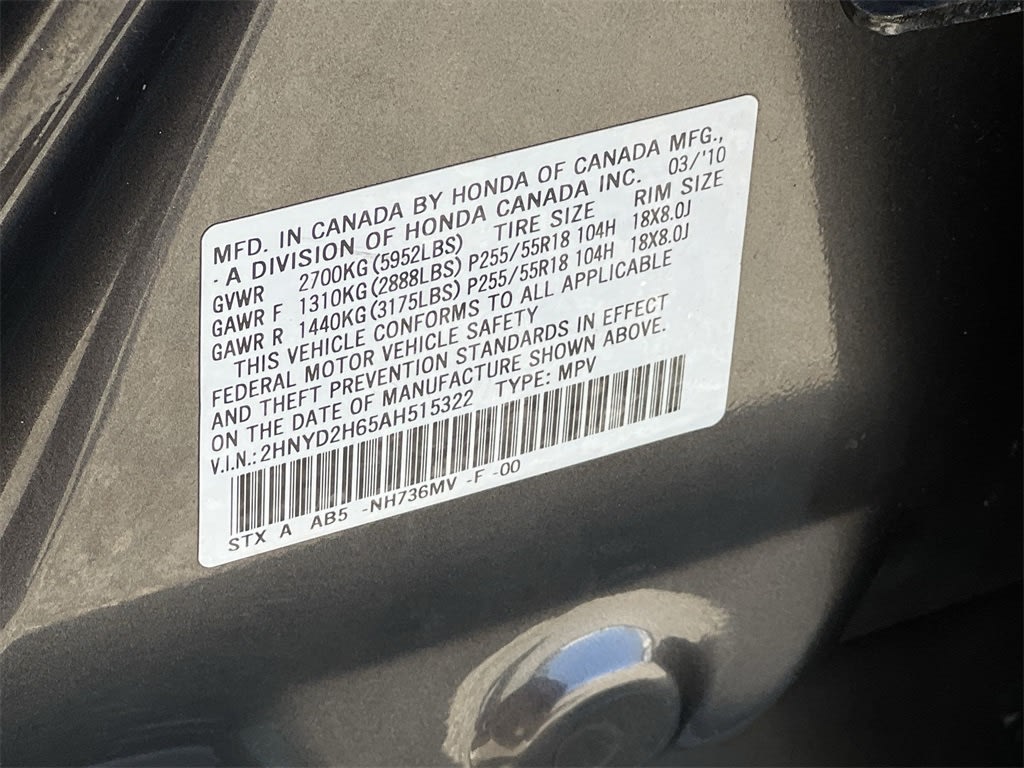 MFD. IN CANADA BY HONDA OF CANADA MFG.,
- A DIVISION OF HONDA CANADA INC. 03/'10
GVWR 2700KG (5952LBS) TIRE SIZE RIM SIZE
GAWR F 1310KG (2888LBS) P255/55R18 104H 18X8.0J
GAWR R 1440KG (3175LBS) P255/55R18 104H 18X8.0J
THIS VEHICLE CONFORMS TO ALL APPLICABLE
FEDERAL MOTOR VEHICLE SAFETY
AND THEFT PREVENTION STANDARDS IN EFFECT
ON THE DATE OF MANUFACTURE SHOWN ABOVE.
V.I.N.: 2HNYD2H65AH515322 TYPE: MPV
STX A AB5 -NH736MV -F -00